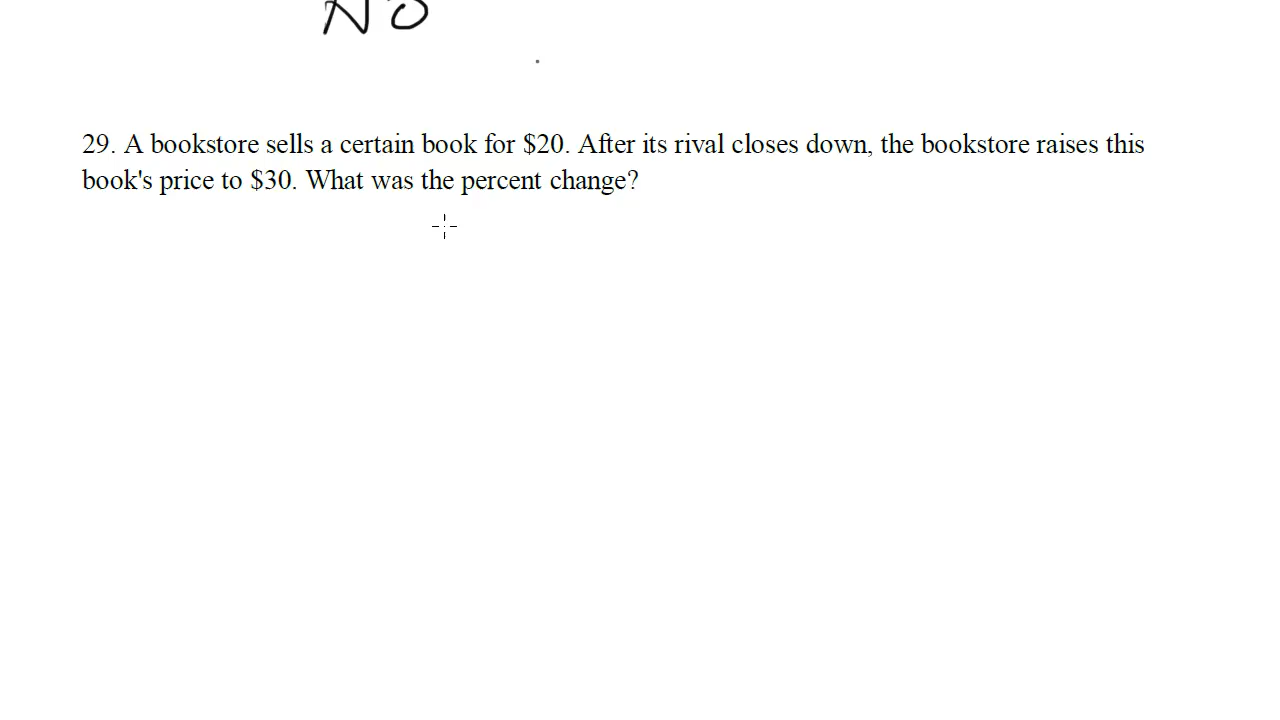 NO
29. A bookstore sells a certain book for $20. After its rival closes down, the bookstore raises this
book's price to $30. What was the percent change?